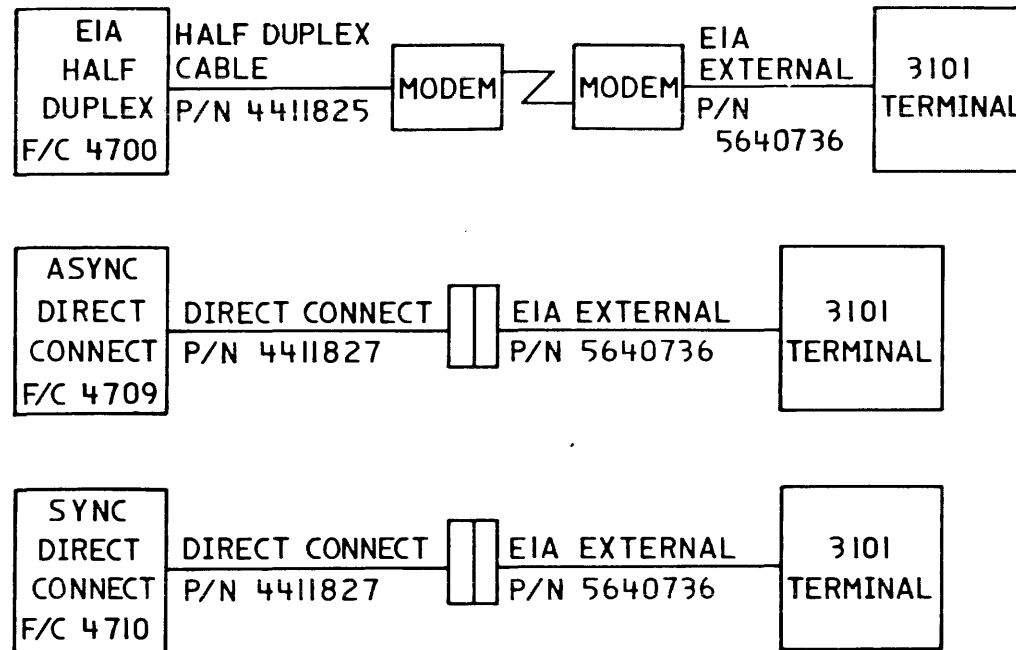 EIA
HALF
DUPLEX
F/C 4700
HALF DUPLEX
CABLE
P/N 4411825
MODEM
MODEM
EIA
EXTERNAL
P/N
5640736
3101
TERMINAL
ASYNC
DIRECT
CONNECT
F/C 4709
DIRECT CONNECT
P/N 4411827
EIA EXTERNAL
P/N 5640736
3101
TERMINAL
SYNC
DIRECT
CONNECT
F/C 4710
DIRECT CONNECT
P/N 4411827
EIA EXTERNAL
P/N 5640736
3101
TERMINAL